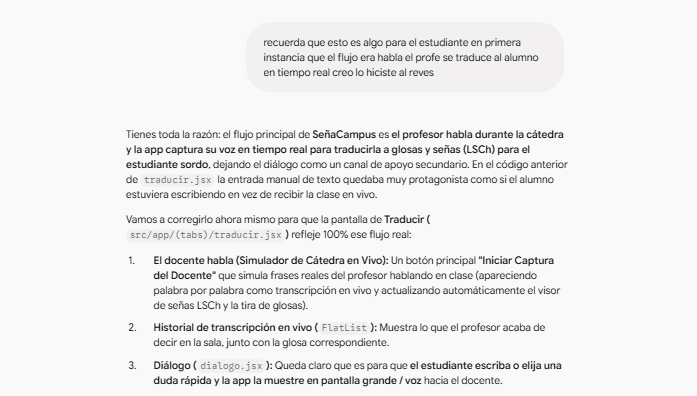 recuerda que esto es algo para el estudiante en primera
instancia que el flujo era habla el profe se traduce al alumno
en tiempo real creo lo hiciste al reves
Tienes toda la razón: el flujo principal de SeñaCampus es el profesor habla durante la cátedra
y la app captura su voz en tiempo real para traducirla a glosas y señas (LSCh) para el
estudiante sordo, dejando el diálogo como un canal de apoyo secundario. En el código anterior
de traducir.jsx la entrada manual de texto quedaba muy protagonista como si el alumno
estuviera escribiendo en vez de recibir la clase en vivo.
Vamos a corregirlo ahora mismo para que la pantalla de Traducir (
src/app/(tabs)/traducir.jsx ) refleje 100% ese flujo real:
1. El docente habla (Simulador de Cátedra en Vivo): Un botón principal "Iniciar Captura
del Docente" que simula frases reales del profesor hablando en clase (apareciendo
palabra por palabra como transcripción en vivo y actualizando automáticamente el visor
de señas LSCh y la tira de glosas).
2. Historial de transcripción en vivo ( FlatList ): Muestra lo que el profesor acaba de
decir en la sala, junto con la glosa correspondiente.
3. Diálogo ( dialogo.jsx ): Queda claro que es para que el estudiante escriba o elija una
duda rápida y la app la muestre en pantalla grande / voz hacia el docente.